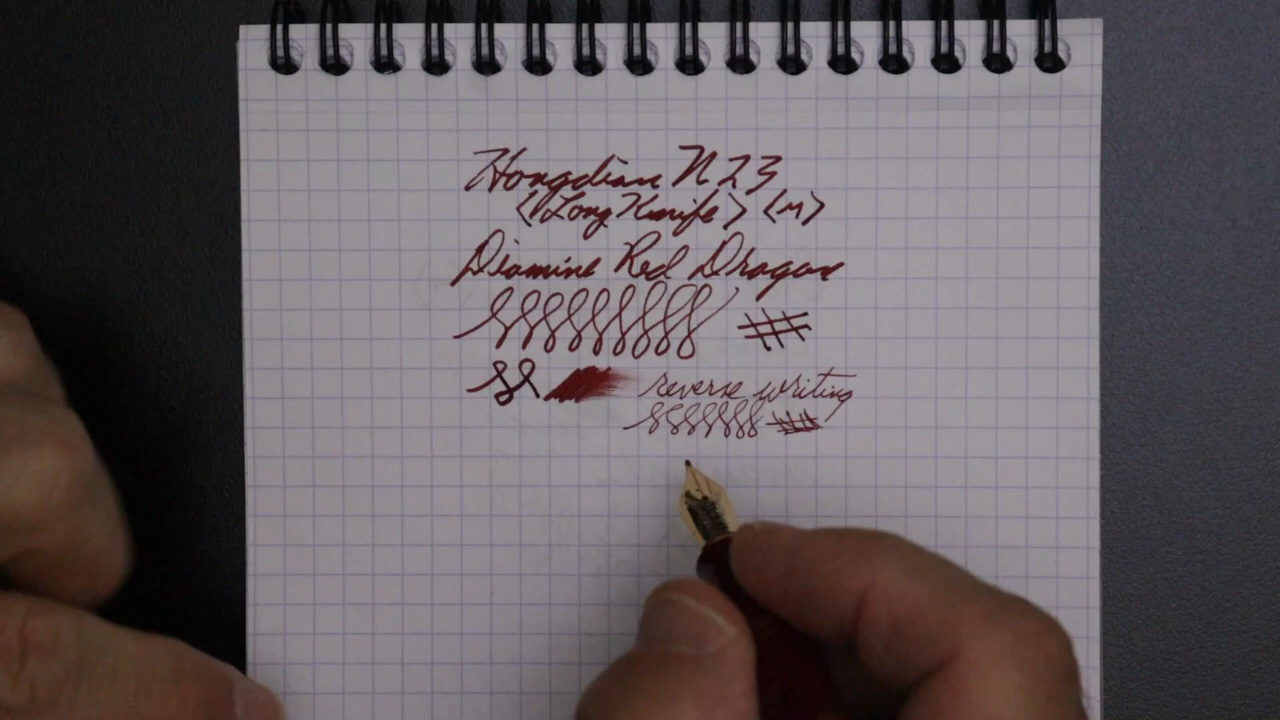 Hongdian N23
<Long Knife> <M>
Diamine Red Dragon
reverse writing